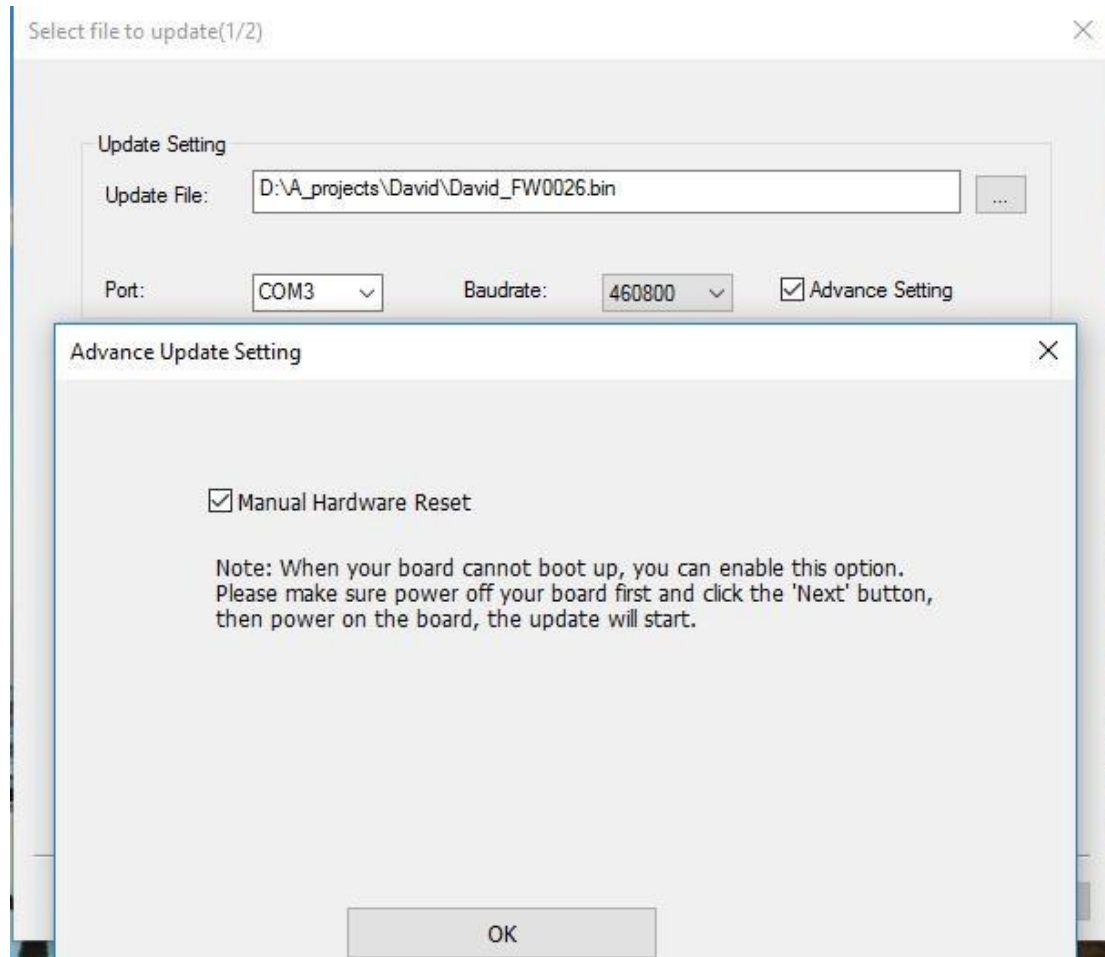 Select file to update(1/2)
Update Setting
Update File:
D:\A_projects\David\David_FW0026.bin
...
Port:
COM3
Baudrate:
460800
Advance Setting
Advance Update Setting
Manual Hardware Reset
Note: When your board cannot boot up, you can enable this option.
Please make sure power off your board first and click the 'Next' button,
then power on the board, the update will start.
OK